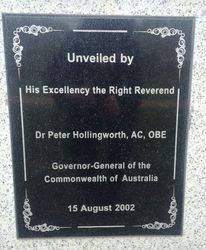 Unveiled by
His Excellency the Right Reverend
Dr Peter Hollingworth, AC, OBE
Governor-General of the
Commonwealth of Australia
15 August 2002